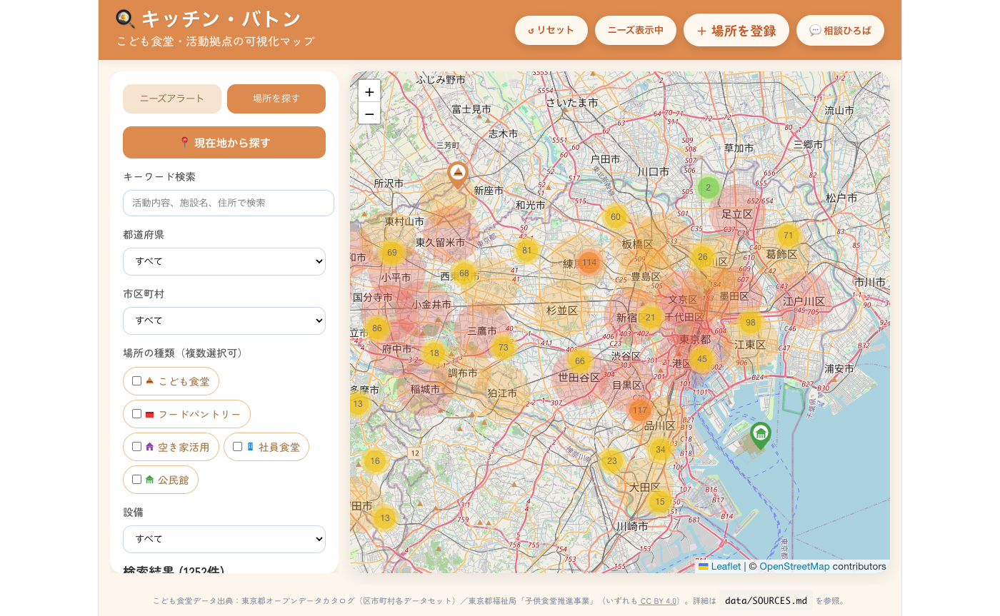 キッチン・バトン
こども食堂・活動拠点の可視化マップ
↺ リセット
ニーズ表示中
＋ 場所を登録
相談ひろば
ニーズアラート
場所を探す
現在地から探す
キーワード検索
活動内容、施設名、住所で検索
都道府県
すべて
市区町村
すべて
場所の種類（複数選択可）
こども食堂
フードパントリー
空き家活用
社員食堂
公民館
設備
すべて
検索結果 (1252件)
+
−
ふじみ野市
富士見市
さいたま市
流山市
志木市
三芳町
戸田市
草加市
三郷市
川口市
所沢市
新座市
和光市
松戸市
2
足立区
東村山市
60
東久留米市
板橋区
71
葛飾区
69
81
26
114
小平市
68
豊島区
市川市
国分寺市
小金井市
文京区
墨田区
江戸川区
杉並区
新宿
21
千代田区
86
三鷹市
98
東京都
江東区
府中市
18
73
66
渋谷区
45
港区
浦安市
調布市
世田谷区
目黒区
多摩市
稲城市
狛江市
13
117
品川区
34
23
16
12
大田区
15
13
田市
川崎市
神奈川県
千葉県
東京都
Leaflet | © OpenStreetMap contributors
こども食堂データ出典：東京都オープンデータカタログ（区市町村各データセット）／東京都福祉局「子供食堂推進事業」（いずれも CC BY 4.0）。詳細は data/SOURCES.md を参照。